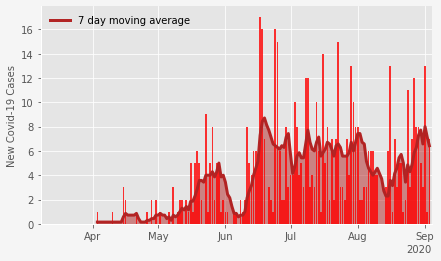 7 day moving average
New Covid-19 Cases
16
14
12
10
8
6
4
2
0
Apr
May
Jun
Jul
Aug
Sep
2020